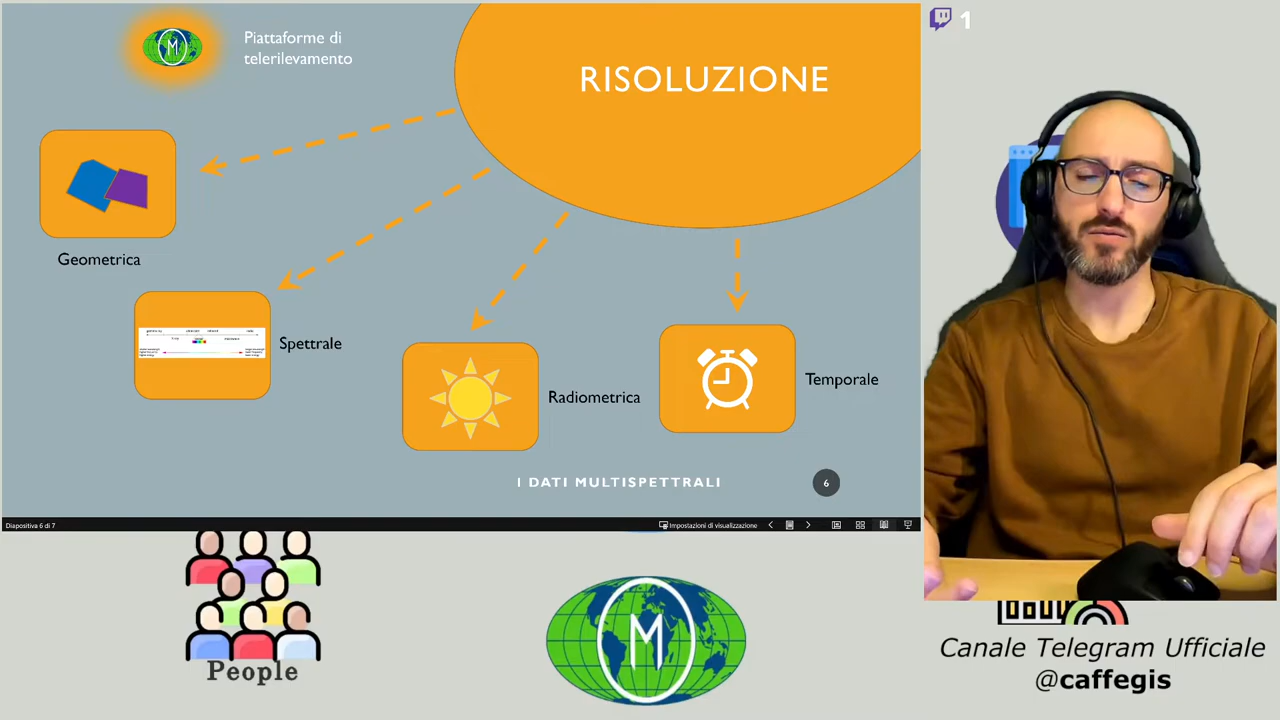 Piattaforme di
telerilevamento
RISOLUZIONE
1
Geometrica
Spettrale
Radiometrica
Temporale
I DATI MULTISPETTRALI
6
Diapositiva 6 di 7
Impostazioni di visualizzazione
People
M
Canale Telegram Ufficiale
@caffegis